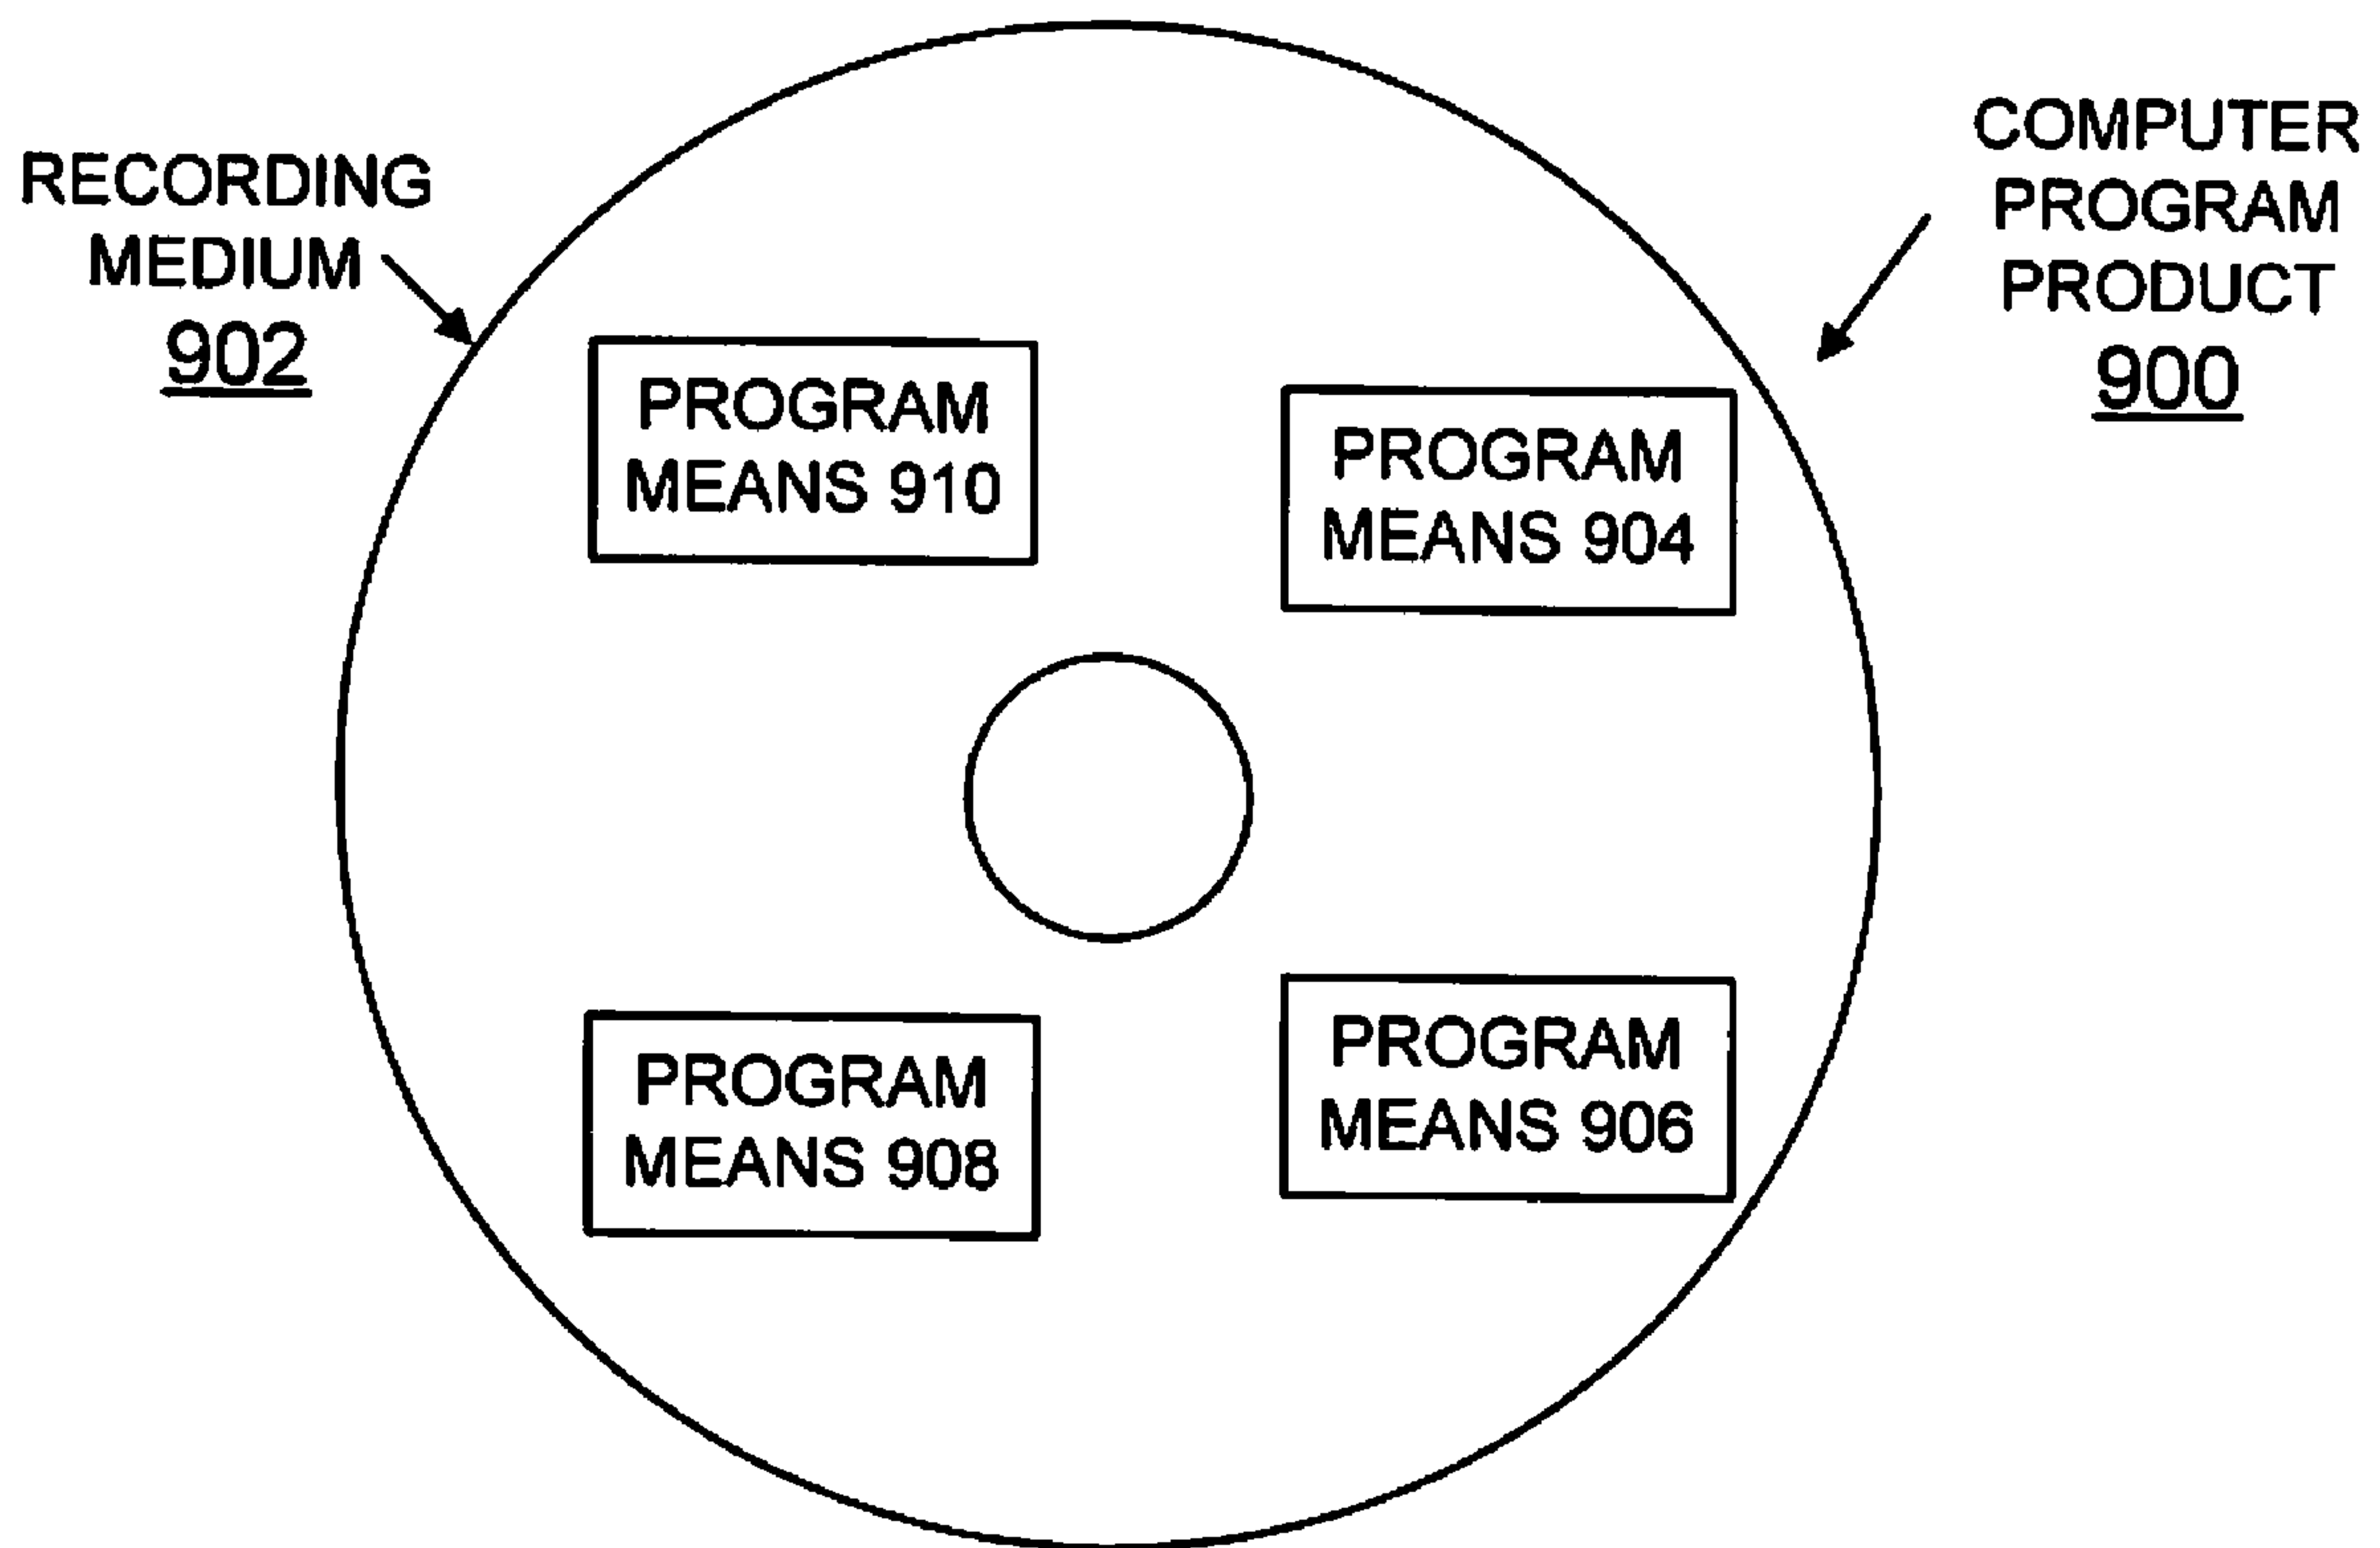 RECORDING
MEDIUM
902
COMPUTER
PROGRAM
PRODUCT
900
PROGRAM
MEANS 910
PROGRAM
MEANS 904
PROGRAM
MEANS 908
PROGRAM
MEANS 906